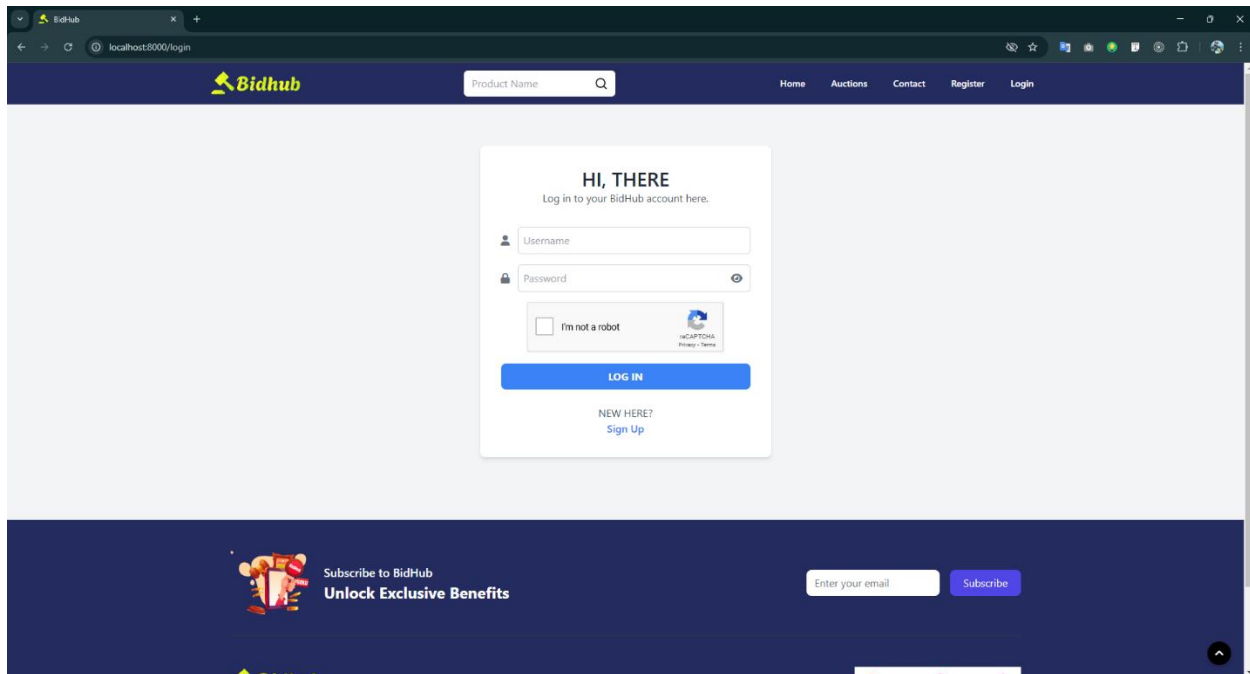 BidHub
localhost:8000/login
Bidhub
Product Name
Home Auctions Contact Register Login
HI, THERE
Log in to your BidHub account here.
Username
Password
I'm not a robot
reCAPTCHA
Privacy - Terms
LOG IN
NEW HERE?
Sign Up
Subscribe to BidHub
Unlock Exclusive Benefits
Enter your email
Subscribe